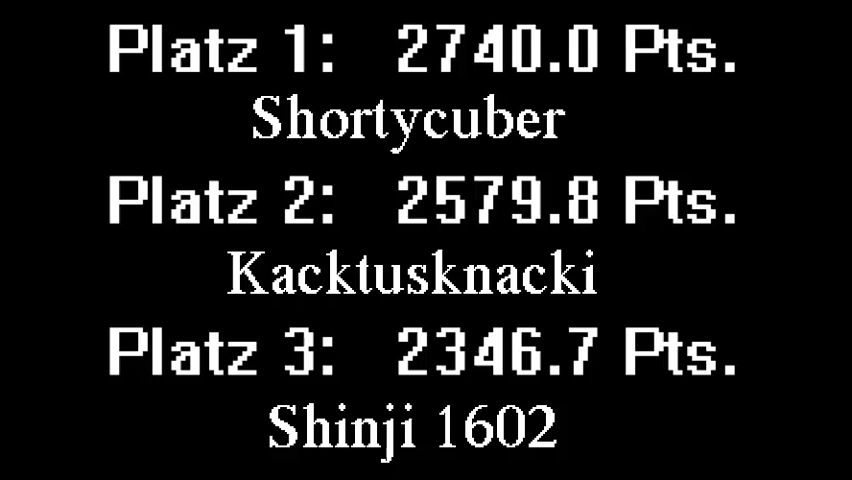 Platz 1: 2740.0 Pts.
Shortycuber
Platz 2: 2579.8 Pts.
Kacktusknacki
Platz 3: 2346.7 Pts.
Shinji 1602